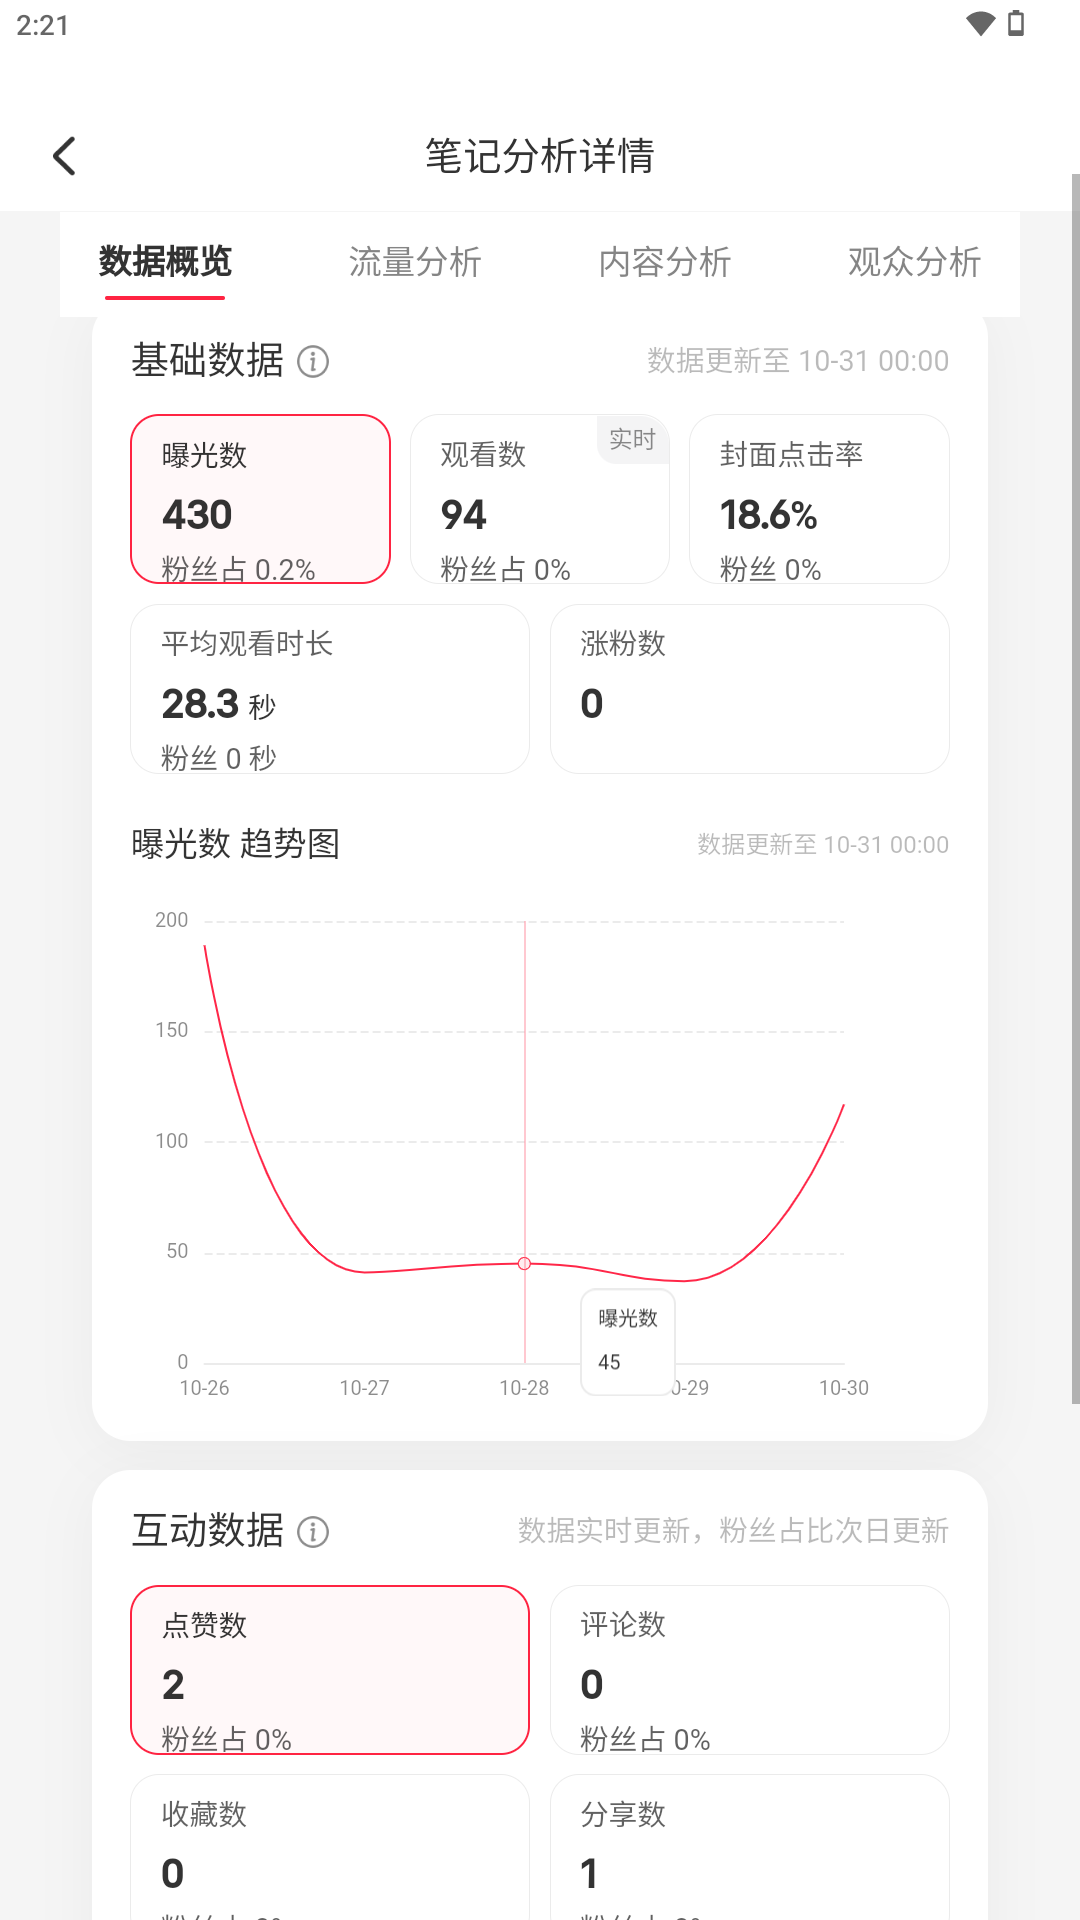 2:21
笔记分析详情
数据概览 流量分析 内容分析 观众分析
基础数据 数据更新至 10-31 00:00
曝光数
430
粉丝占 0.2%
观看数 实时
94
粉丝占 0%
封面点击率
18.6%
粉丝 0%
平均观看时长
28.3 秒
粉丝 0 秒
涨粉数
0
曝光数 趋势图 数据更新至 10-31 00:00
200
150
100
50
0
曝光数
45
10-26 10-27 10-28 0-29 10-30
互动数据 数据实时更新，粉丝占比次日更新
点赞数
2
粉丝占 0%
评论数
0
粉丝占 0%
收藏数
0
分享数
1